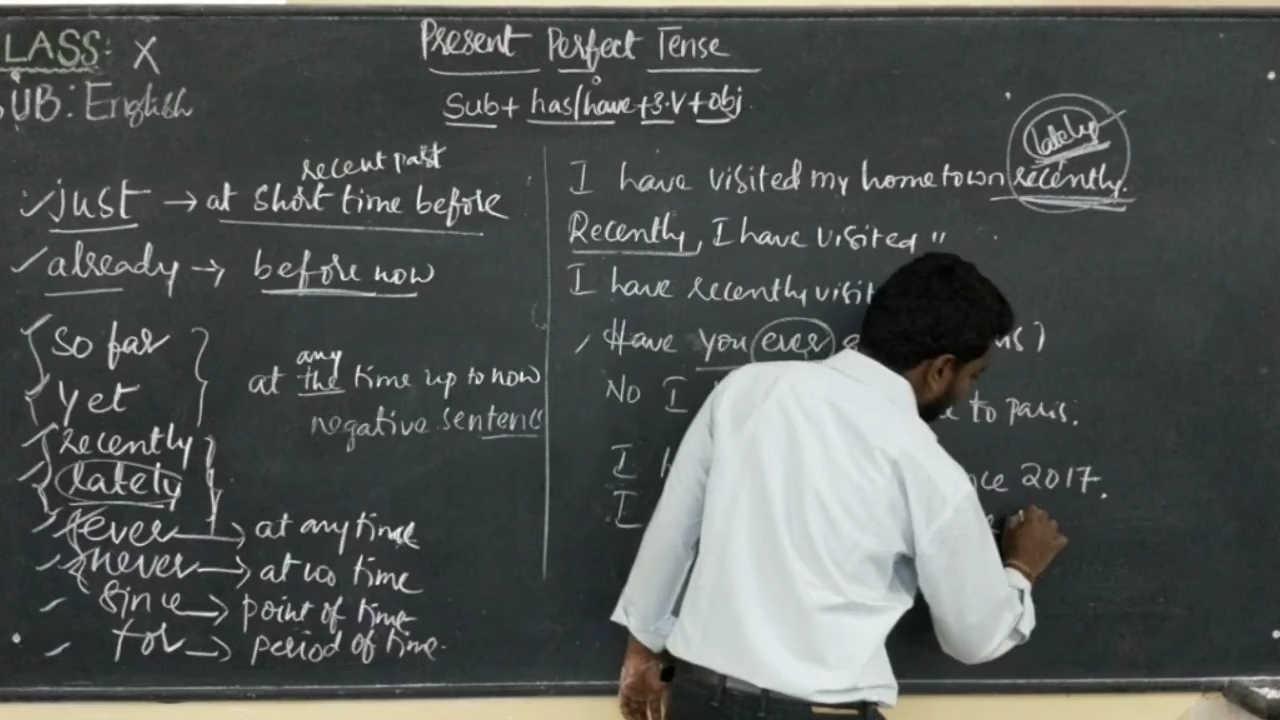 LASS: X
SUB: English
Present Perfect Tense
Sub+ has/have +3.V + obj
just → at short time before
recent past
already → before now
so far
yet
at the time up to now
any
negative sentenc
Recently
lately
ever → at any time
never → at no time
Since → point of time
for → period of time.
I have visited my hometown recently.
lately
Recently, I have visited "
I have recently visit
Have you ever
No I to paris.
I 2017.
I